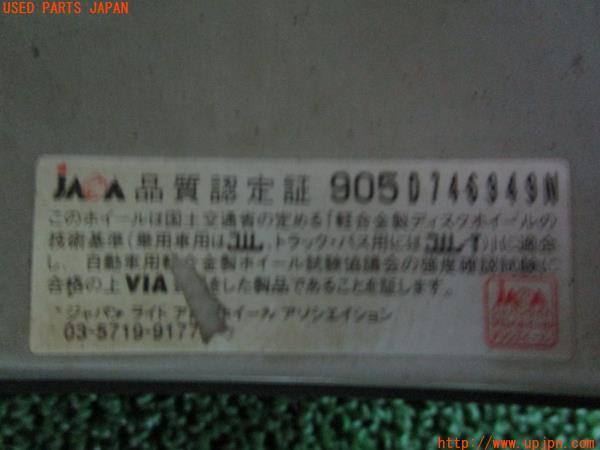 USED PARTS JAPAN
JAWA 品質認定証 905 D746949N
このホイールは国土交通省の定める「軽合金製ディスクホイールの
技術基準(乗用車用はJWL、トラック・バス用にはJWL-T)」に適合
し、自動車用軽合金製ホイール試験協議会の強度確認試験に
合格の上 VIA をした製品であることを証します。
ジャパン ライト アロイ ホイール アソシエイション
03-5719-9177
JAWA
http://www.upjpn.com/